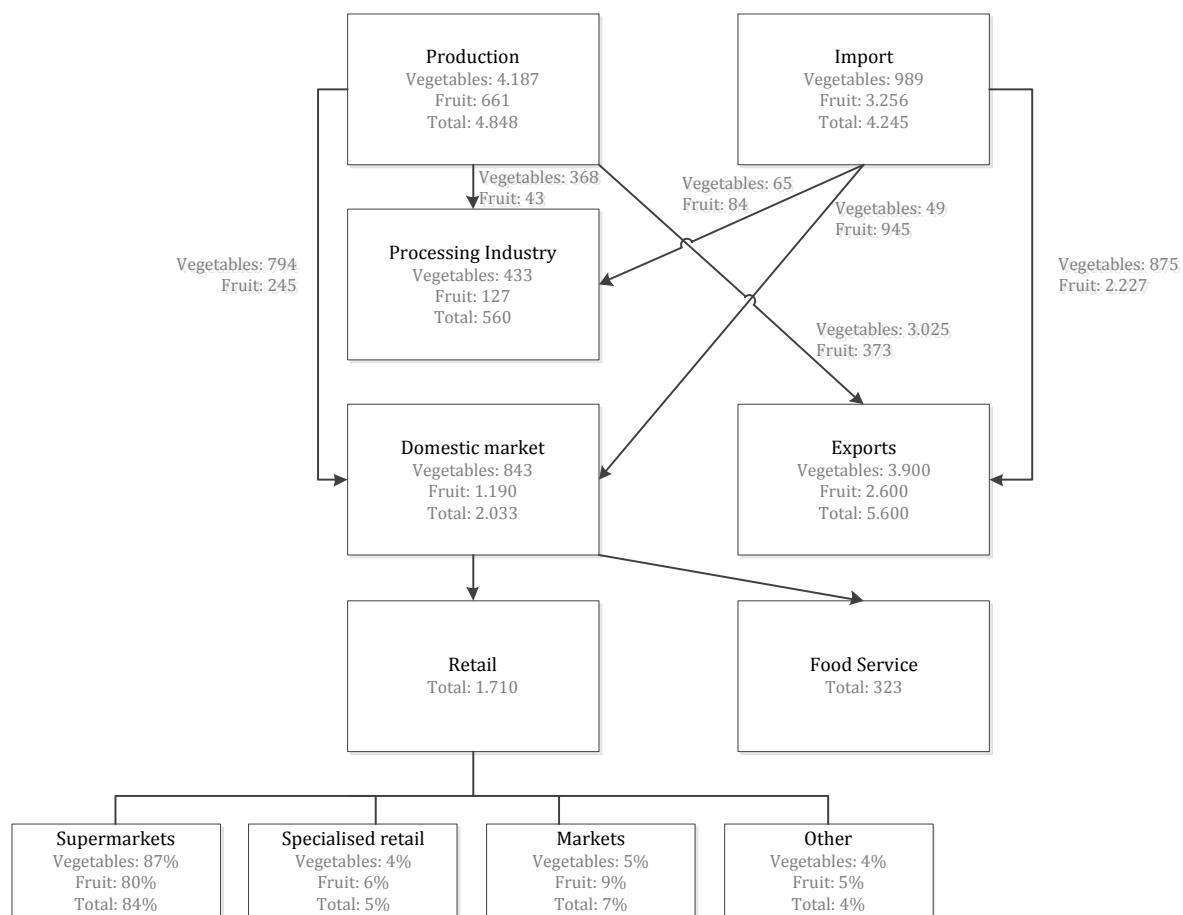 Production
Vegetables: 4.187
Fruit: 661
Total: 4.848
Import
Vegetables: 989
Fruit: 3.256
Total: 4.245
Vegetables: 368
Fruit: 43
Vegetables: 65
Fruit: 84
Vegetables: 49
Fruit: 945
Processing Industry
Vegetables: 433
Fruit: 127
Total: 560
Vegetables: 794
Fruit: 245
Vegetables: 875
Fruit: 2.227
Vegetables: 3.025
Fruit: 373
Domestic market
Vegetables: 843
Fruit: 1.190
Total: 2.033
Exports
Vegetables: 3.900
Fruit: 2.600
Total: 5.600
Retail
Total: 1.710
Food Service
Total: 323
Supermarkets
Vegetables: 87%
Fruit: 80%
Total: 84%
Specialised retail
Vegetables: 4%
Fruit: 6%
Total: 5%
Markets
Vegetables: 5%
Fruit: 9%
Total: 7%
Other
Vegetables: 4%
Fruit: 5%
Total: 4%